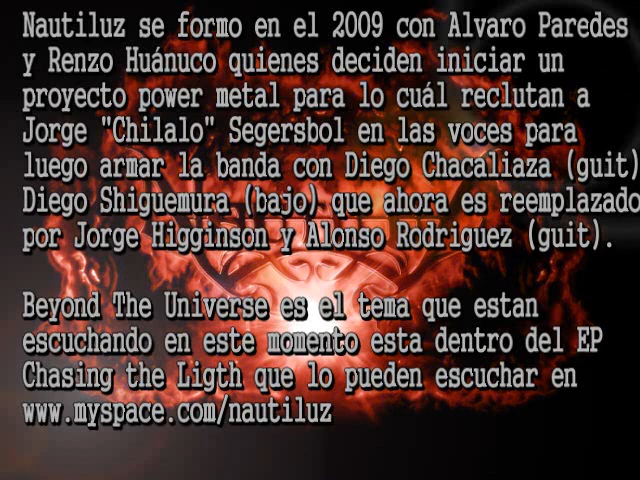 Nautiluz se formo en el 2009 con Alvaro Paredes
y Renzo Huánuco quienes deciden iniciar un
proyecto power metal para lo cuál reclutan a
Jorge "Chilalo" Segersbol en las voces para
luego armar la banda con Diego Chacaliaza (guit)
Diego Shiguemura (bajo) que ahora es reemplazado
por Jorge Higginson y Alonso Rodriguez (guit).
Beyond The Universe es el tema que estan
escuchando en este momento esta dentro del EP
Chasing the Ligth que lo pueden escuchar en
www.myspace.com/nautiluz